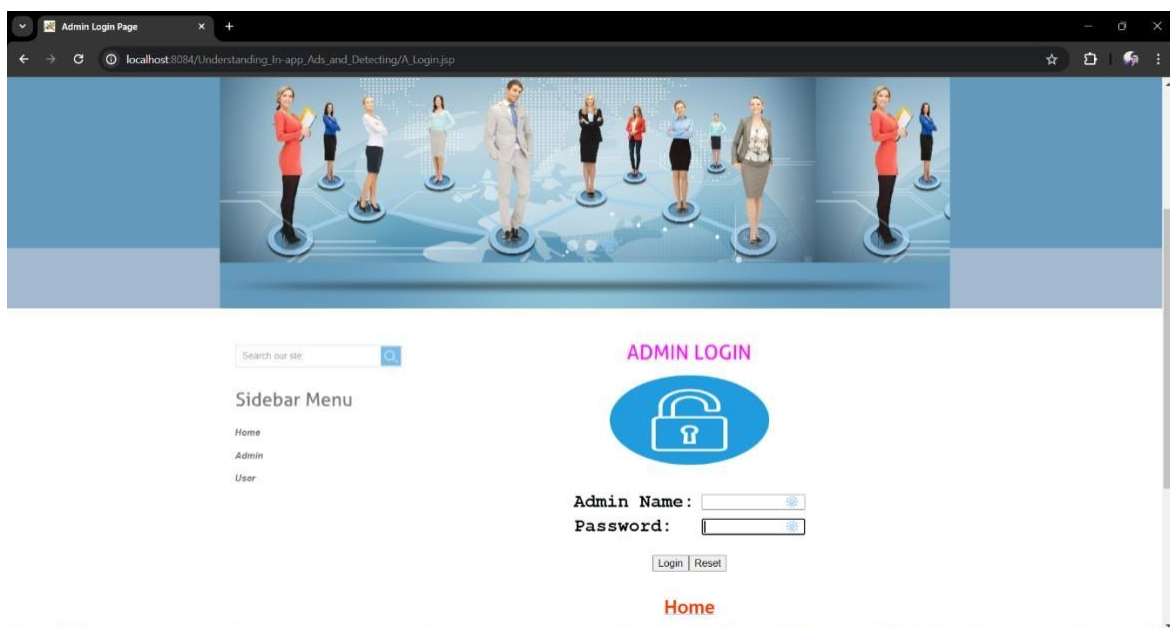 Admin Login Page
localhost:8084/Understanding_In-app_Ads_and_Detecting/A_Login.jsp
Search our site:
ADMIN LOGIN
Sidebar Menu
Home
Admin
User
Admin Name:
Password:
Login Reset
Home